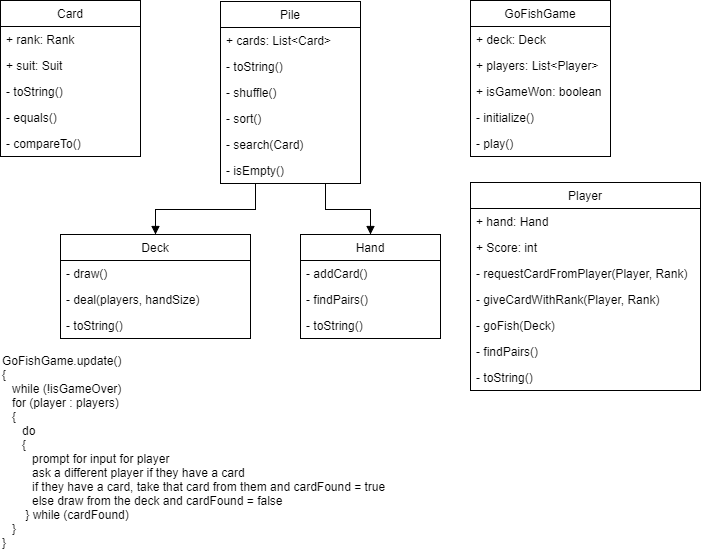 Card
+ rank: Rank
+ suit: Suit
- toString()
- equals()
- compareTo()
Pile
+ cards: List<Card>
- toString()
- shuffle()
- sort()
- search(Card)
- isEmpty()
GoFishGame
+ deck: Deck
+ players: List<Player>
+ isGameWon: boolean
- initialize()
- play()
Deck
- draw()
- deal(players, handSize)
- toString()
Hand
- addCard()
- findPairs()
- toString()
Player
+ hand: Hand
+ Score: int
- requestCardFromPlayer(Player, Rank)
- giveCardWithRank(Player, Rank)
- goFish(Deck)
- findPairs()
- toString()
GoFishGame.update()
{
while (!isGameOver)
for (player : players)
{
do
{
prompt for input for player
ask a different player if they have a card
if they have a card, take that card from them and cardFound = true
else draw from the deck and cardFound = false
} while (cardFound)
}
}